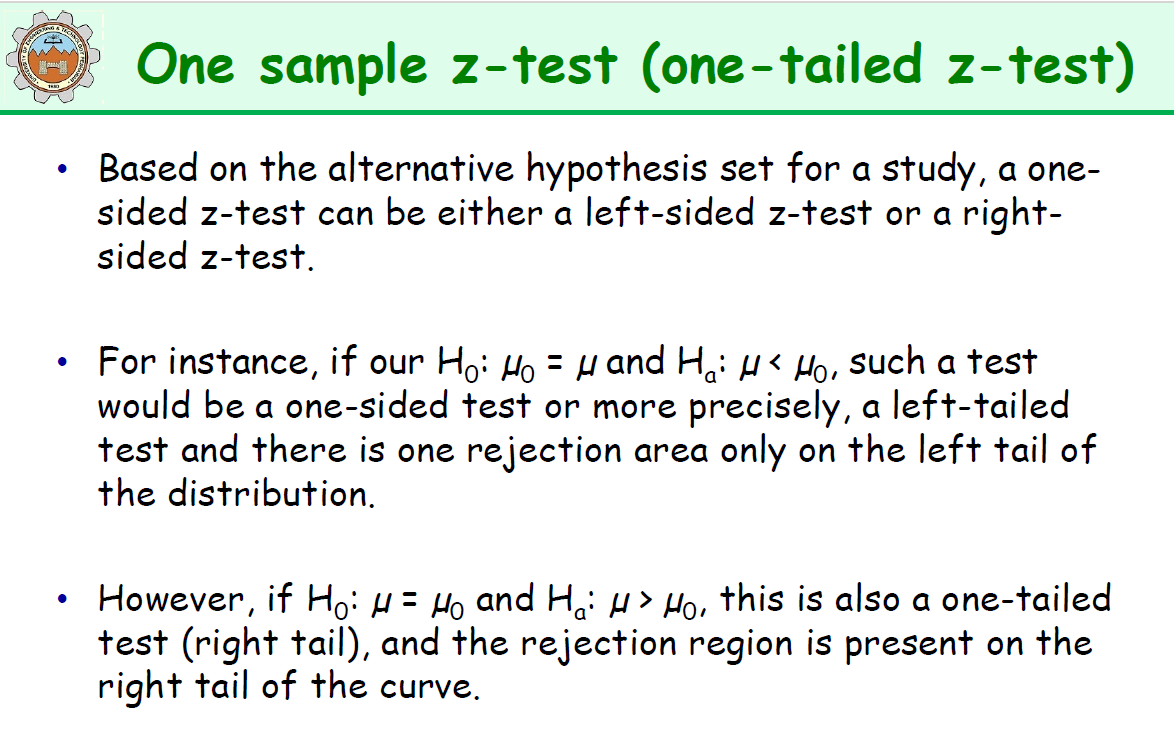 One sample z-test (one-tailed z-test)
• Based on the alternative hypothesis set for a study, a one-
sided z-test can be either a left-sided z-test or a right-
sided z-test.
• For instance, if our H₀: μ₀ = μ and Hₐ: μ < μ₀, such a test
would be a one-sided test or more precisely, a left-tailed
test and there is one rejection area only on the left tail of
the distribution.
• However, if H₀: μ = μ₀ and Hₐ: μ > μ₀, this is also a one-tailed
test (right tail), and the rejection region is present on the
right tail of the curve.